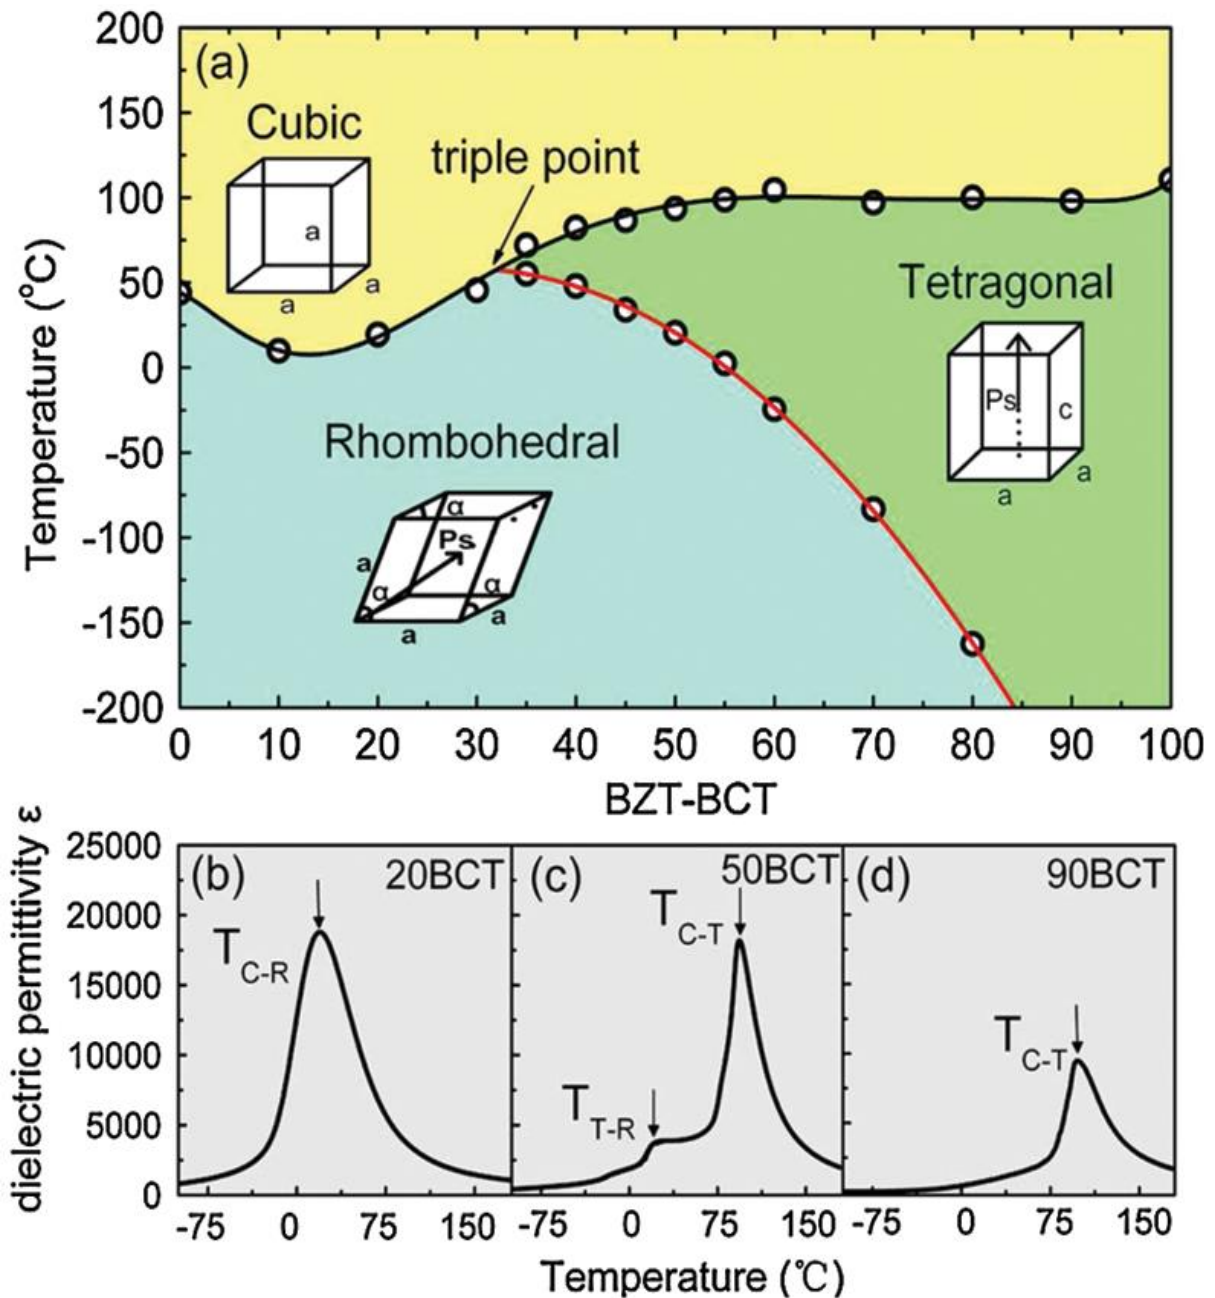 200
(a)
150
Cubic
triple point
a
a
a
100
50
Tetragonal
0
Ps
c
a
a
-50
Rhombohedral
α
Ps
a
α
α
a
a
-100
-150
-200
Temperature (°C)
0 10 20 30 40 50 60 70 80 90 100
BZT-BCT
dielectric permittivity ε
25000
20000
15000
10000
5000
0
(b) 20BCT
T C-R
(c) 50BCT
T C-T
T T-R
(d) 90BCT
T C-T
-75 0 75 150
-75 0 75 150
-75 0 75 150
Temperature (℃)